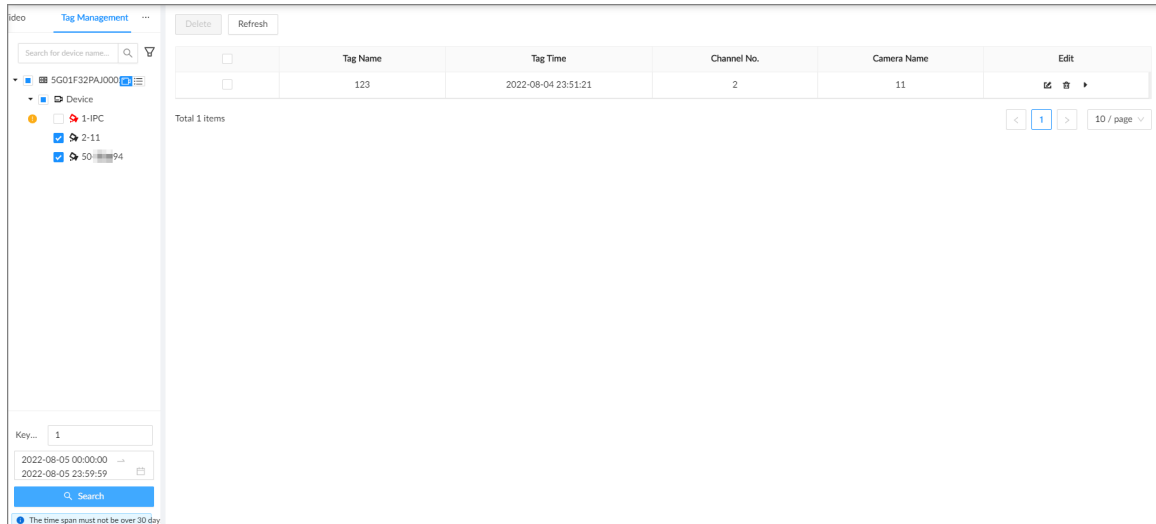 ideo Tag Management ...
Search for device name...
5G01F32PAJ000
Device
1-IPC
2-11
50 94
Key... 1
2022-08-05 00:00:00 →
2022-08-05 23:59:59
Search
The time span must not be over 30 day
Delete Refresh
Tag Name Tag Time Channel No. Camera Name Edit
123 2022-08-04 23:51:21 2 11
Total 1 items
< 1 > 10 / page